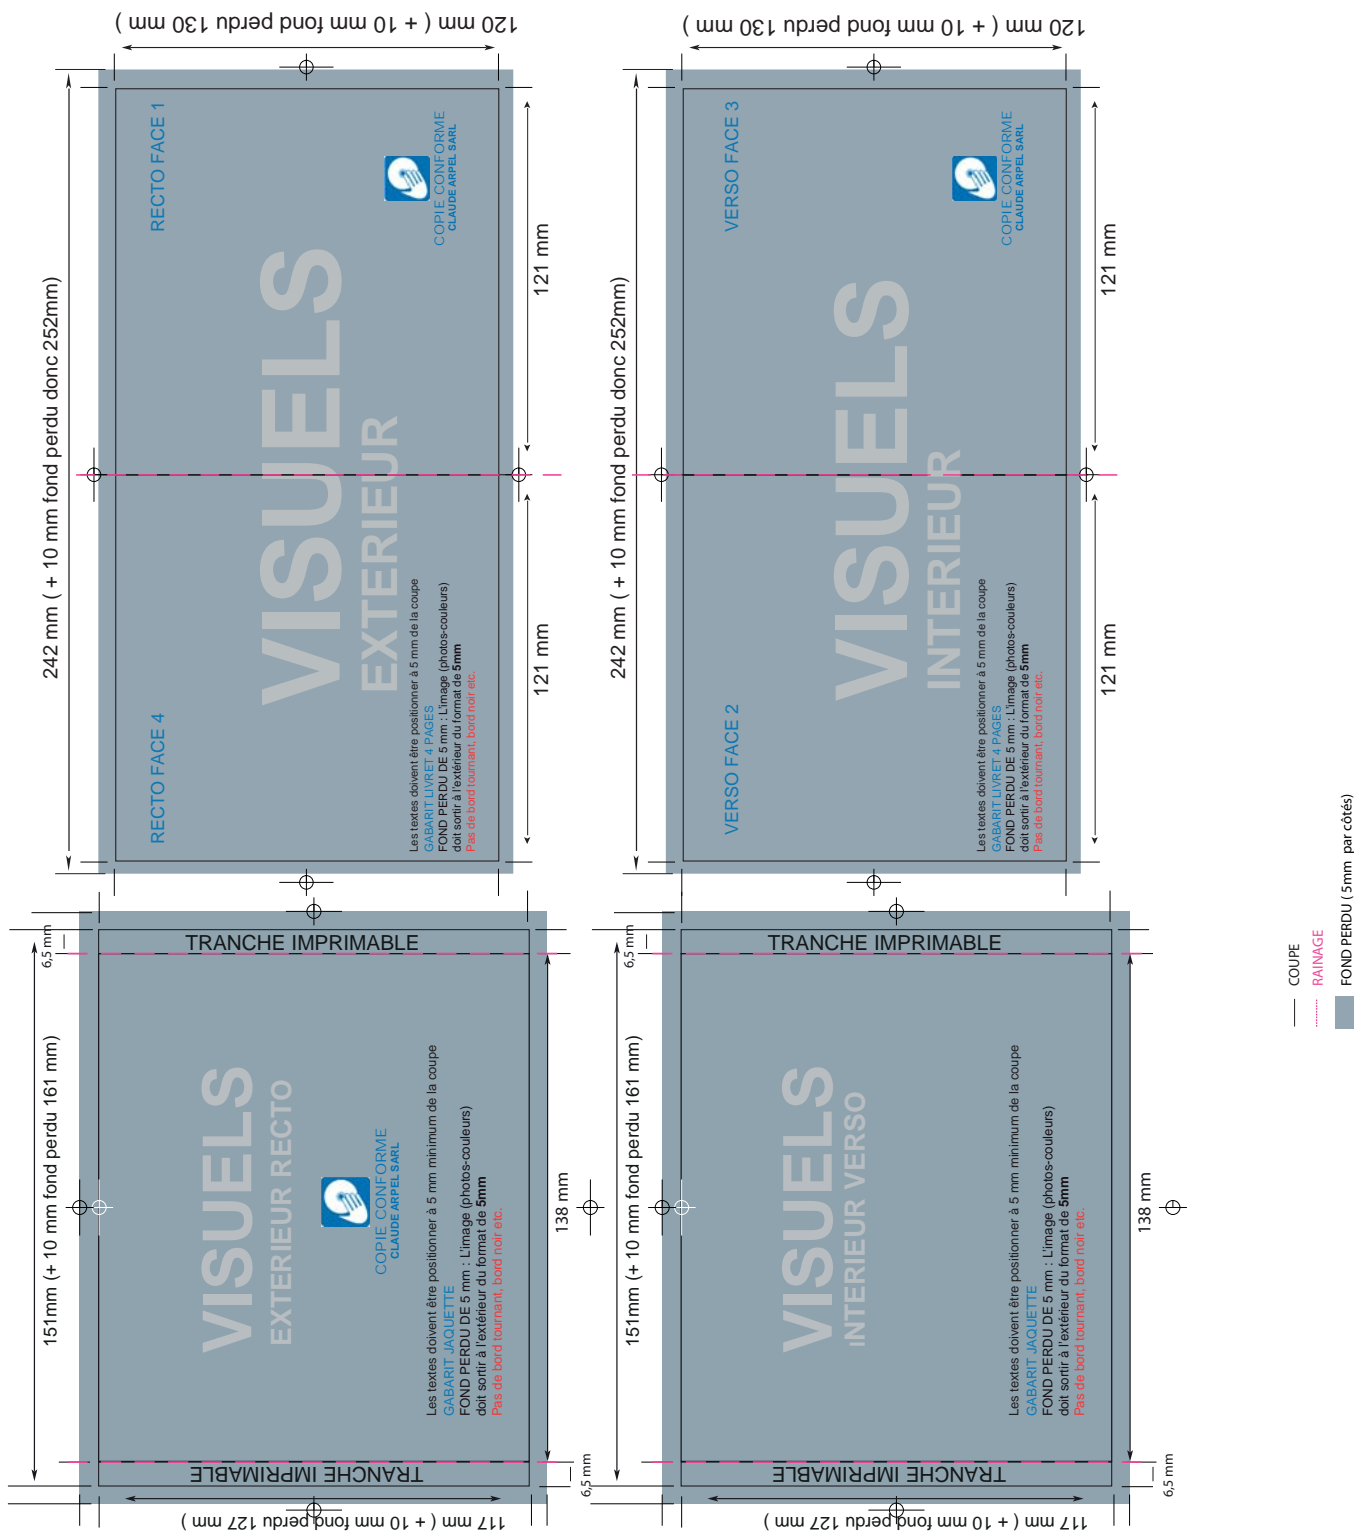 120 mm ( + 10 mm fond perdu 130 mm )
242 mm ( + 10 mm fond perdu donc 252mm)
RECTO FACE 4
RECTO FACE 1
VISUELS
EXTERIEUR
COPIE CONFORME
CLAUDE ARPEL SARL
Les textes doivent être positionner à 5 mm de la coupe
GABARIT LIVRET 4 PAGES
FOND PERDU DE 5 mm : L'image (photos-couleurs)
doit sortir à l'extérieur du format de 5mm
Pas de bord tournant, bord noir etc.
121 mm
121 mm
120 mm ( + 10 mm fond perdu 130 mm )
242 mm ( + 10 mm fond perdu donc 252mm)
VERSO FACE 2
VERSO FACE 3
VISUELS
INTERIEUR
COPIE CONFORME
CLAUDE ARPEL SARL
Les textes doivent être positionner à 5 mm de la coupe
GABARIT LIVRET 4 PAGES
FOND PERDU DE 5 mm : L'image (photos-couleurs)
doit sortir à l'extérieur du format de 5mm
Pas de bord tournant, bord noir etc.
121 mm
121 mm
151mm (+ 10 mm fond perdu 161 mm)
6,5 mm
TRANCHE IMPRIMABLE
VISUELS
EXTERIEUR RECTO
COPIE CONFORME
CLAUDE ARPEL SARL
Les textes doivent être positionner à 5 mm minimum de la coupe
GABARIT JAQUETTE
FOND PERDU DE 5 mm : L'image (photos-couleurs)
doit sortir à l'extérieur du format de 5mm
Pas de bord tournant, bord noir etc.
138 mm
TRANCHE IMPRIMABLE
6,5 mm
117 mm ( + 10 mm fond perdu 127 mm )
151mm (+ 10 mm fond perdu 161 mm)
6,5 mm
TRANCHE IMPRIMABLE
VISUELS
INTERIEUR VERSO
Les textes doivent être positionner à 5 mm minimum de la coupe
GABARIT JAQUETTE
FOND PERDU DE 5 mm : L'image (photos-couleurs)
doit sortir à l'extérieur du format de 5mm
Pas de bord tournant, bord noir etc.
138 mm
TRANCHE IMPRIMABLE
6,5 mm
117 mm ( + 10 mm fond perdu 127 mm )
COUPE
RAINAGE
FOND PERDU (5mm par côtés)